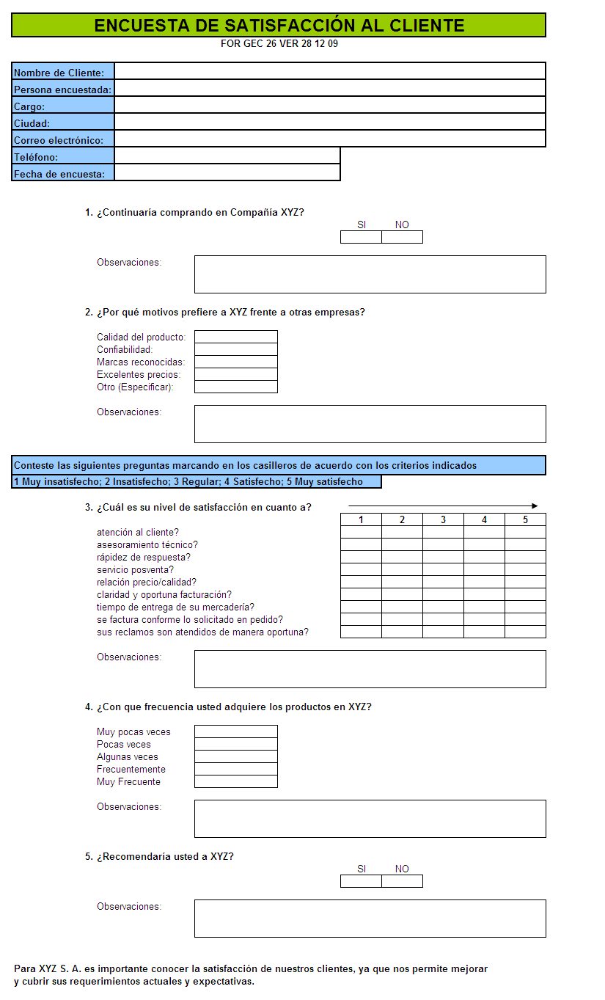 ENCUESTA DE SATISFACCIÓN AL CLIENTE
FOR GEC 26 VER 28 12 09
Nombre de Cliente:
Persona encuestada:
Cargo:
Ciudad:
Correo electrónico:
Teléfono:
Fecha de encuesta:
1. ¿Continuaría comprando en Compañía XYZ?
SI NO
Observaciones:
2. ¿Por qué motivos prefiere a XYZ frente a otras empresas?
Calidad del producto:
Confiabilidad:
Marcas reconocidas:
Excelentes precios:
Otro (Especificar):
Observaciones:
Conteste las siguientes preguntas marcando en los casilleros de acuerdo con los criterios indicados
1 Muy insatisfecho; 2 Insatisfecho; 3 Regular; 4 Satisfecho; 5 Muy satisfecho
3. ¿Cuál es su nivel de satisfacción en cuanto a?
1 2 3 4 5
atención al cliente?
asesoramiento técnico?
rápidez de respuesta?
servicio posventa?
relación precio/calidad?
claridad y oportuna facturación?
tiempo de entrega de su mercadería?
se factura conforme lo solicitado en pedido?
sus reclamos son atendidos de manera oportuna?
Observaciones:
4. ¿Con que frecuencia usted adquiere los productos en XYZ?
Muy pocas veces
Pocas veces
Algunas veces
Frecuentemente
Muy Frecuente
Observaciones:
5. ¿Recomendaría usted a XYZ?
SI NO
Observaciones:
Para XYZ S. A. es importante conocer la satisfacción de nuestros clientes, ya que nos permite mejorar
y cubrir sus requerimientos actuales y expectativas.